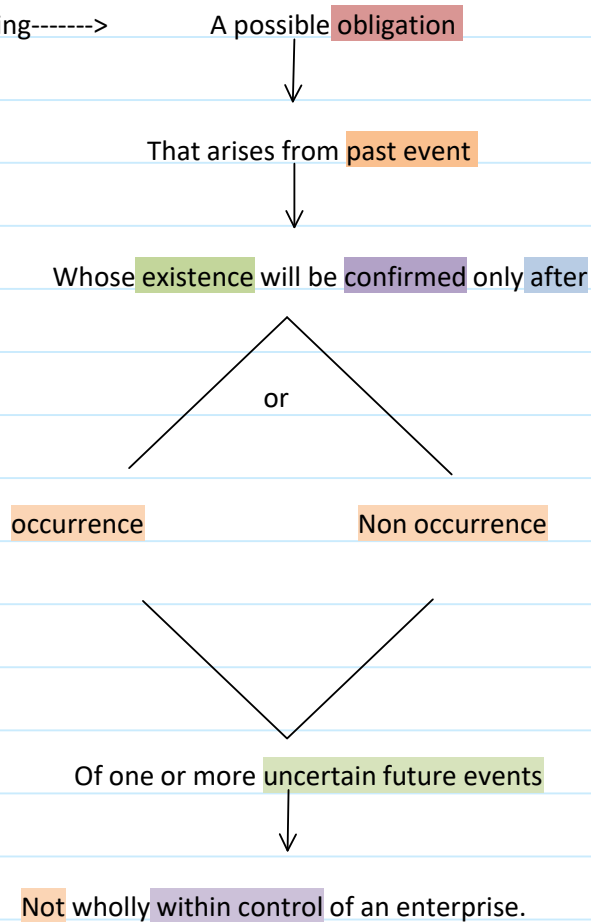 ing-------> A possible obligation
That arises from past event
Whose existence will be confirmed only after
or
occurrence Non occurrence
Of one or more uncertain future events
Not wholly within control of an enterprise.